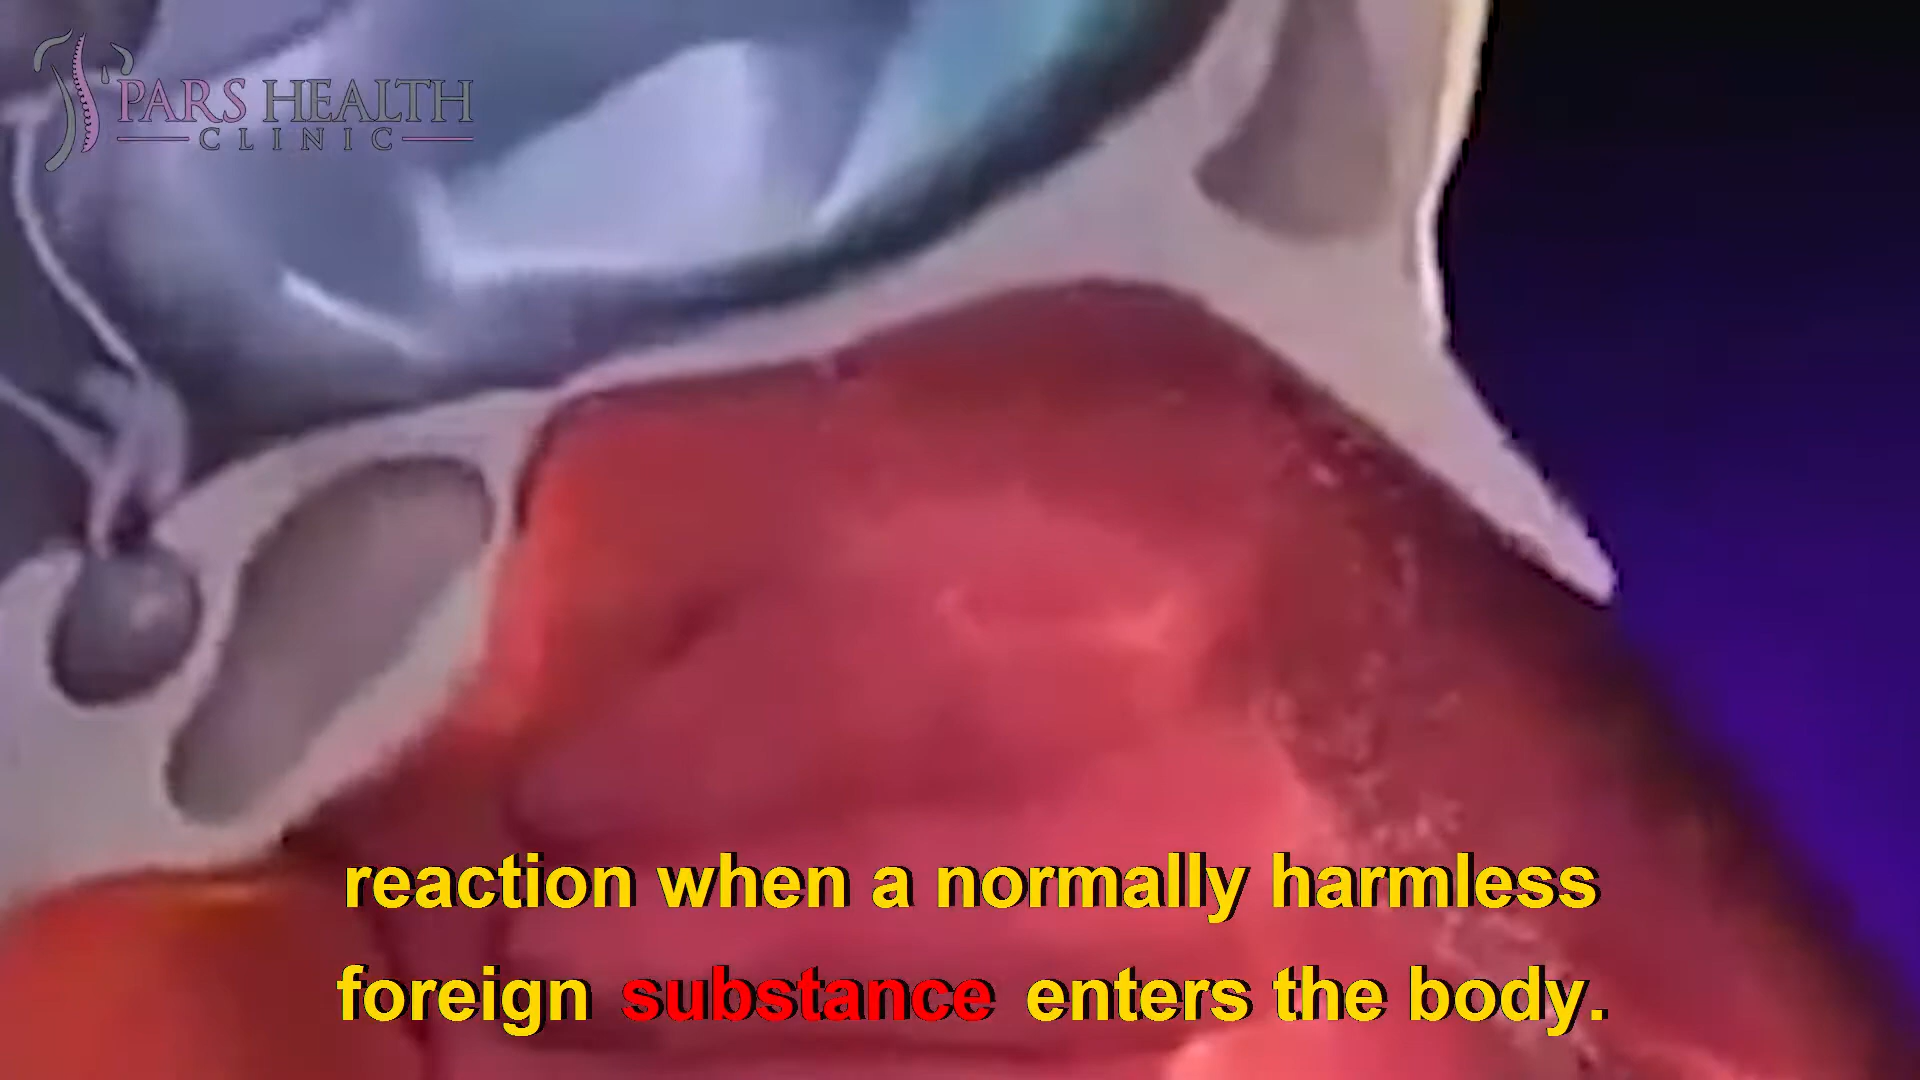 PARS HEALTH
CLINIC
reaction when a normally harmless
foreign substance enters the body.